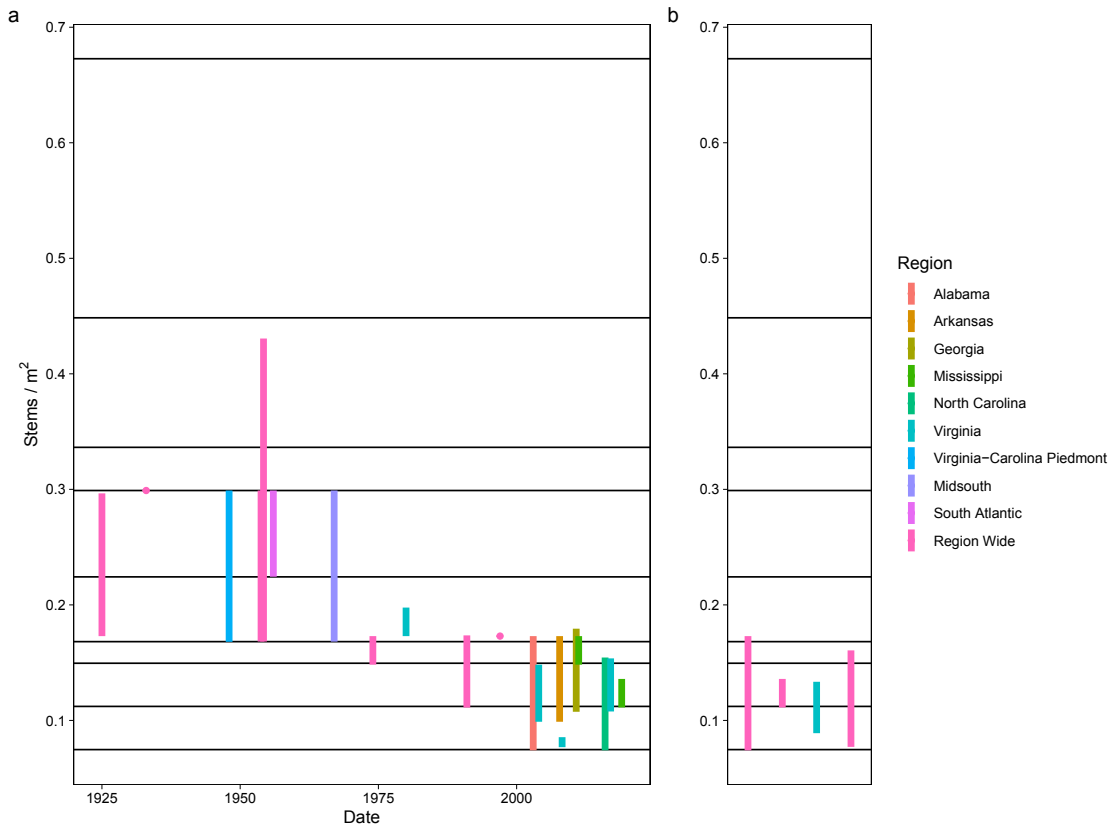 a
b
0.7
0.6
0.5
0.4
0.3
0.2
0.1
Stems / m²
1925
1950
1975
2000
Date
0.7
0.6
0.5
0.4
0.3
0.2
0.1
Region
Alabama
Arkansas
Georgia
Mississippi
North Carolina
Virginia
Virginia−Carolina Piedmont
Midsouth
South Atlantic
Region Wide